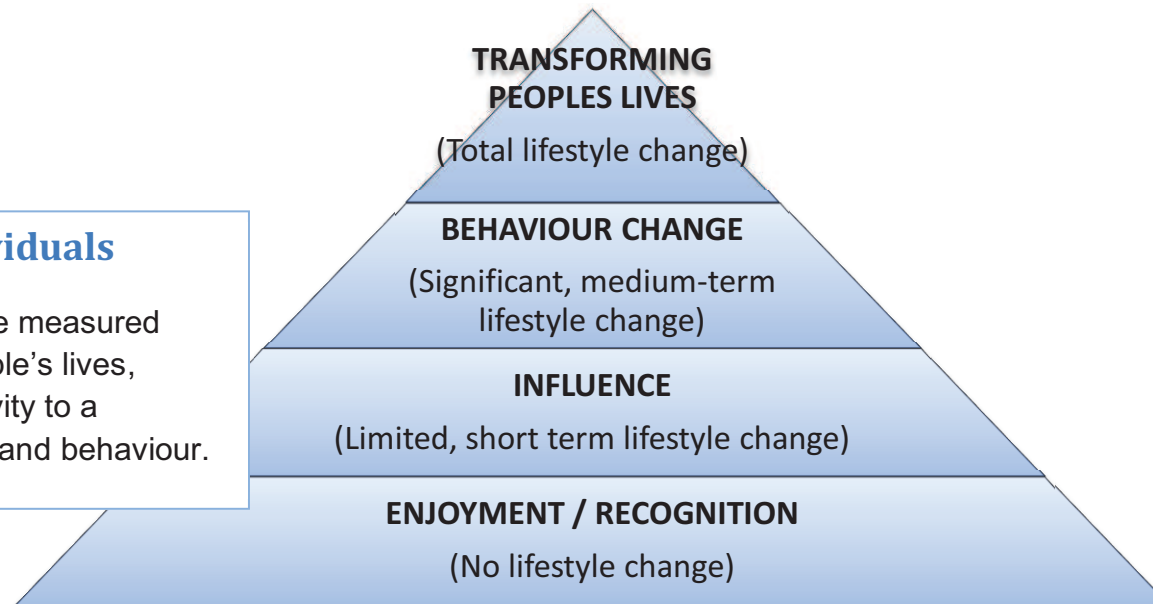 TRANSFORMING
PEOPLES LIVES
(Total lifestyle change)
BEHAVIOUR CHANGE
(Significant, medium-term
lifestyle change)
INFLUENCE
(Limited, short term lifestyle change)
ENJOYMENT / RECOGNITION
(No lifestyle change)
viduals
e measured
ple's lives,
vity to a
and behaviour.